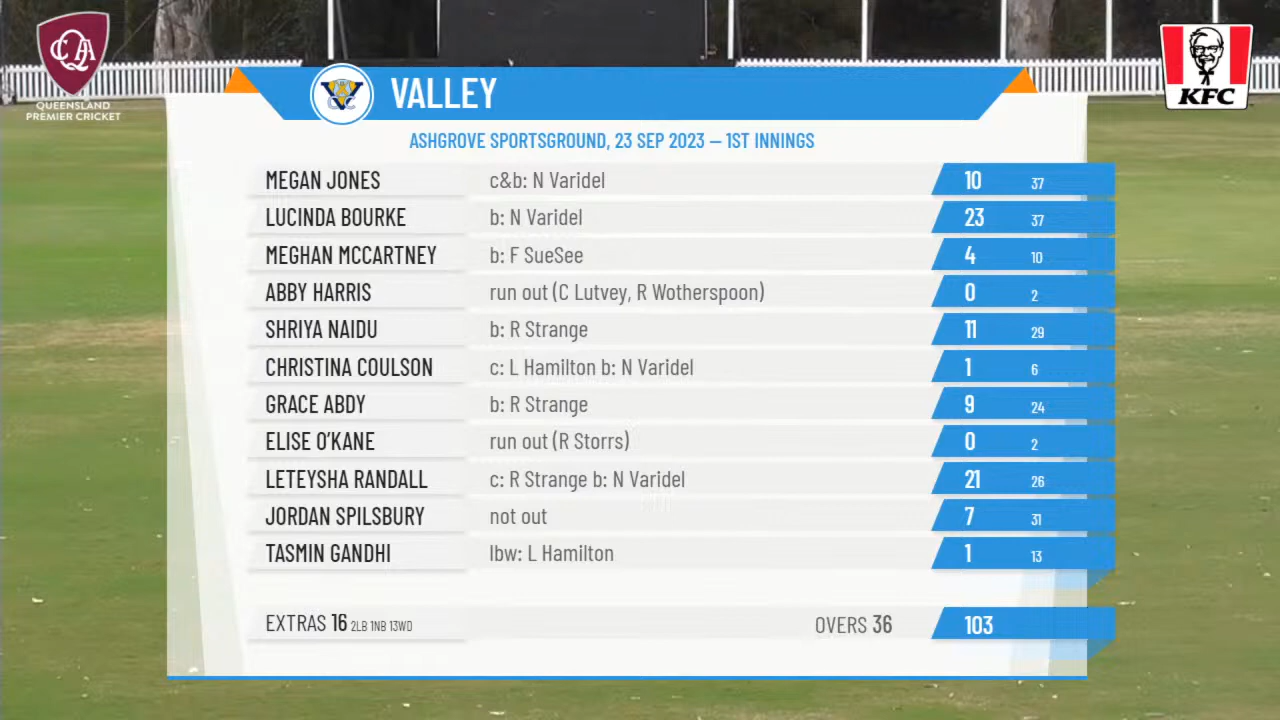 QUEENSLAND
PREMIER CRICKET
KFC
VALLEY
ASHGROVE SPORTSGROUND, 23 SEP 2023 – 1ST INNINGS
MEGAN JONES c&b: N Varidel 10 37
LUCINDA BOURKE b: N Varidel 23 37
MEGHAN MCCARTNEY b: F SueSee 4 10
ABBY HARRIS run out (C Lutvey, R Wotherspoon) 0 2
SHRIYA NAIDU b: R Strange 11 29
CHRISTINA COULSON c: L Hamilton b: N Varidel 1 6
GRACE ABDY b: R Strange 9 24
ELISE O'KANE run out (R Storrs) 0 2
LETEYSHA RANDALL c: R Strange b: N Varidel 21 26
JORDAN SPILSBURY not out 7 31
TASMIN GANDHI lbw: L Hamilton 1 13
EXTRAS 16 2LB 1NB 13WD OVERS 36 103